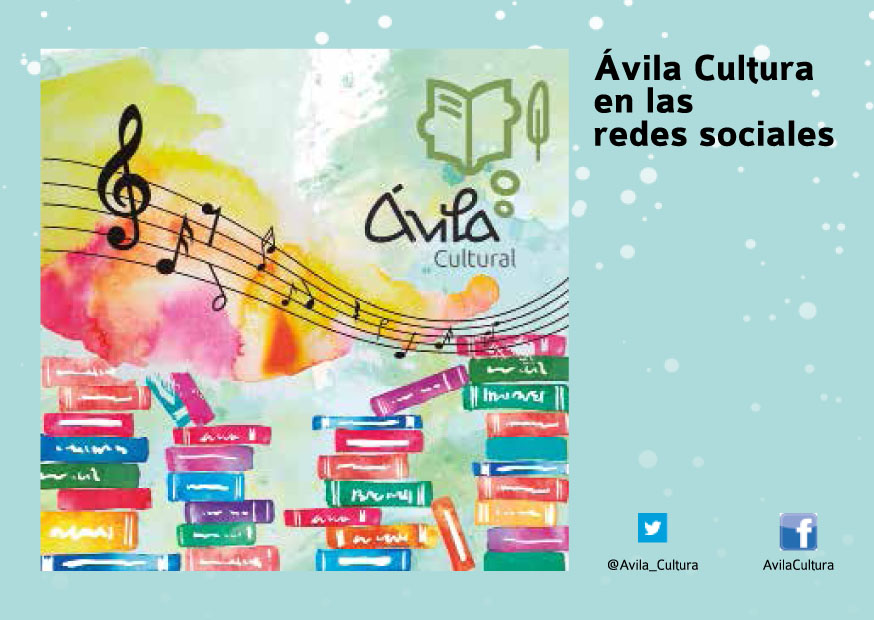 Ávila Cultura
en las
redes sociales
Ávila
Cultural
@Avila_Cultura
AvilaCultura